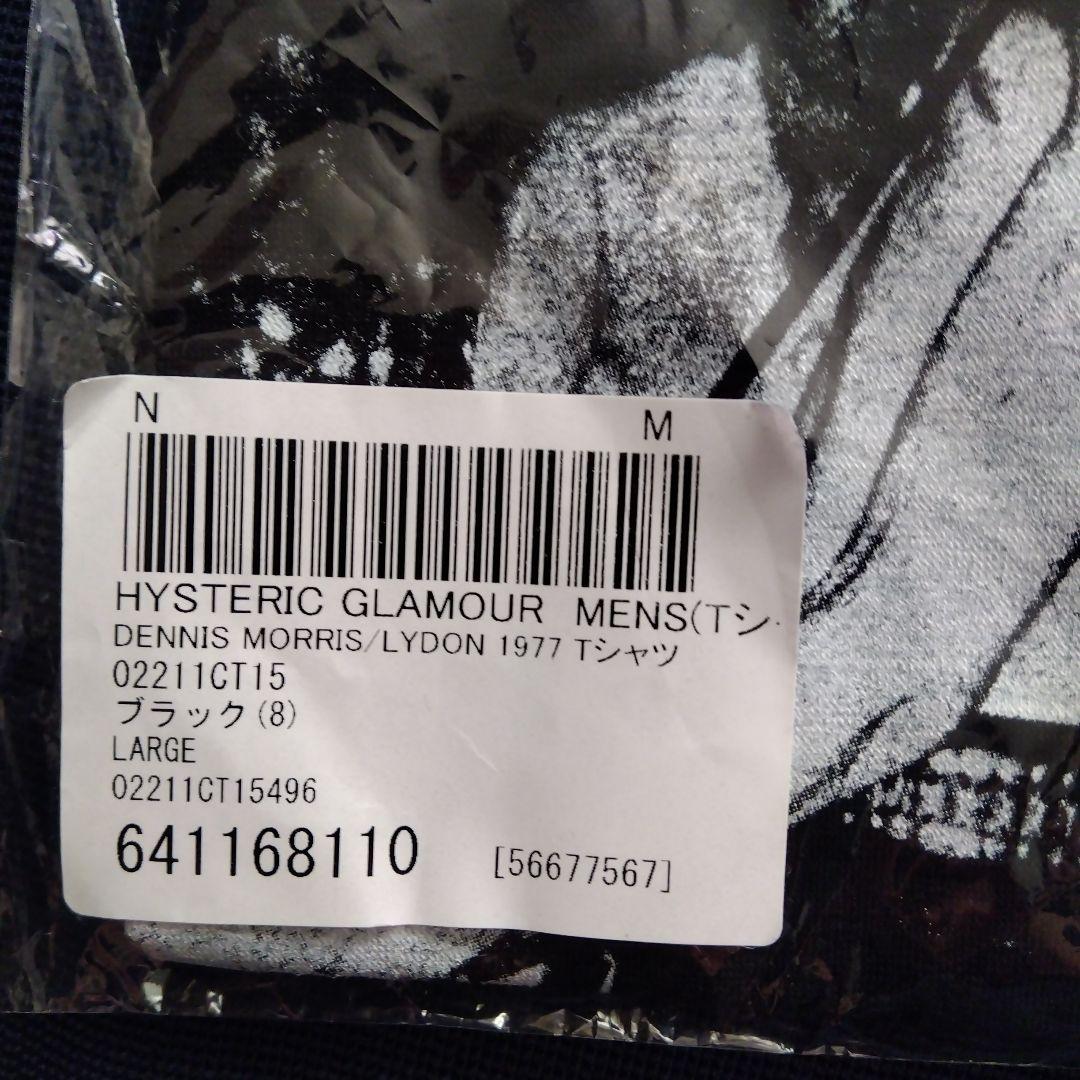 N M
HYSTERIC GLAMOUR MENS(Tシ
DENNIS MORRIS/LYDON 1977 Tシャツ
02211CT15
ブラック(8)
LARGE
02211CT15496
641168110 [56677567]